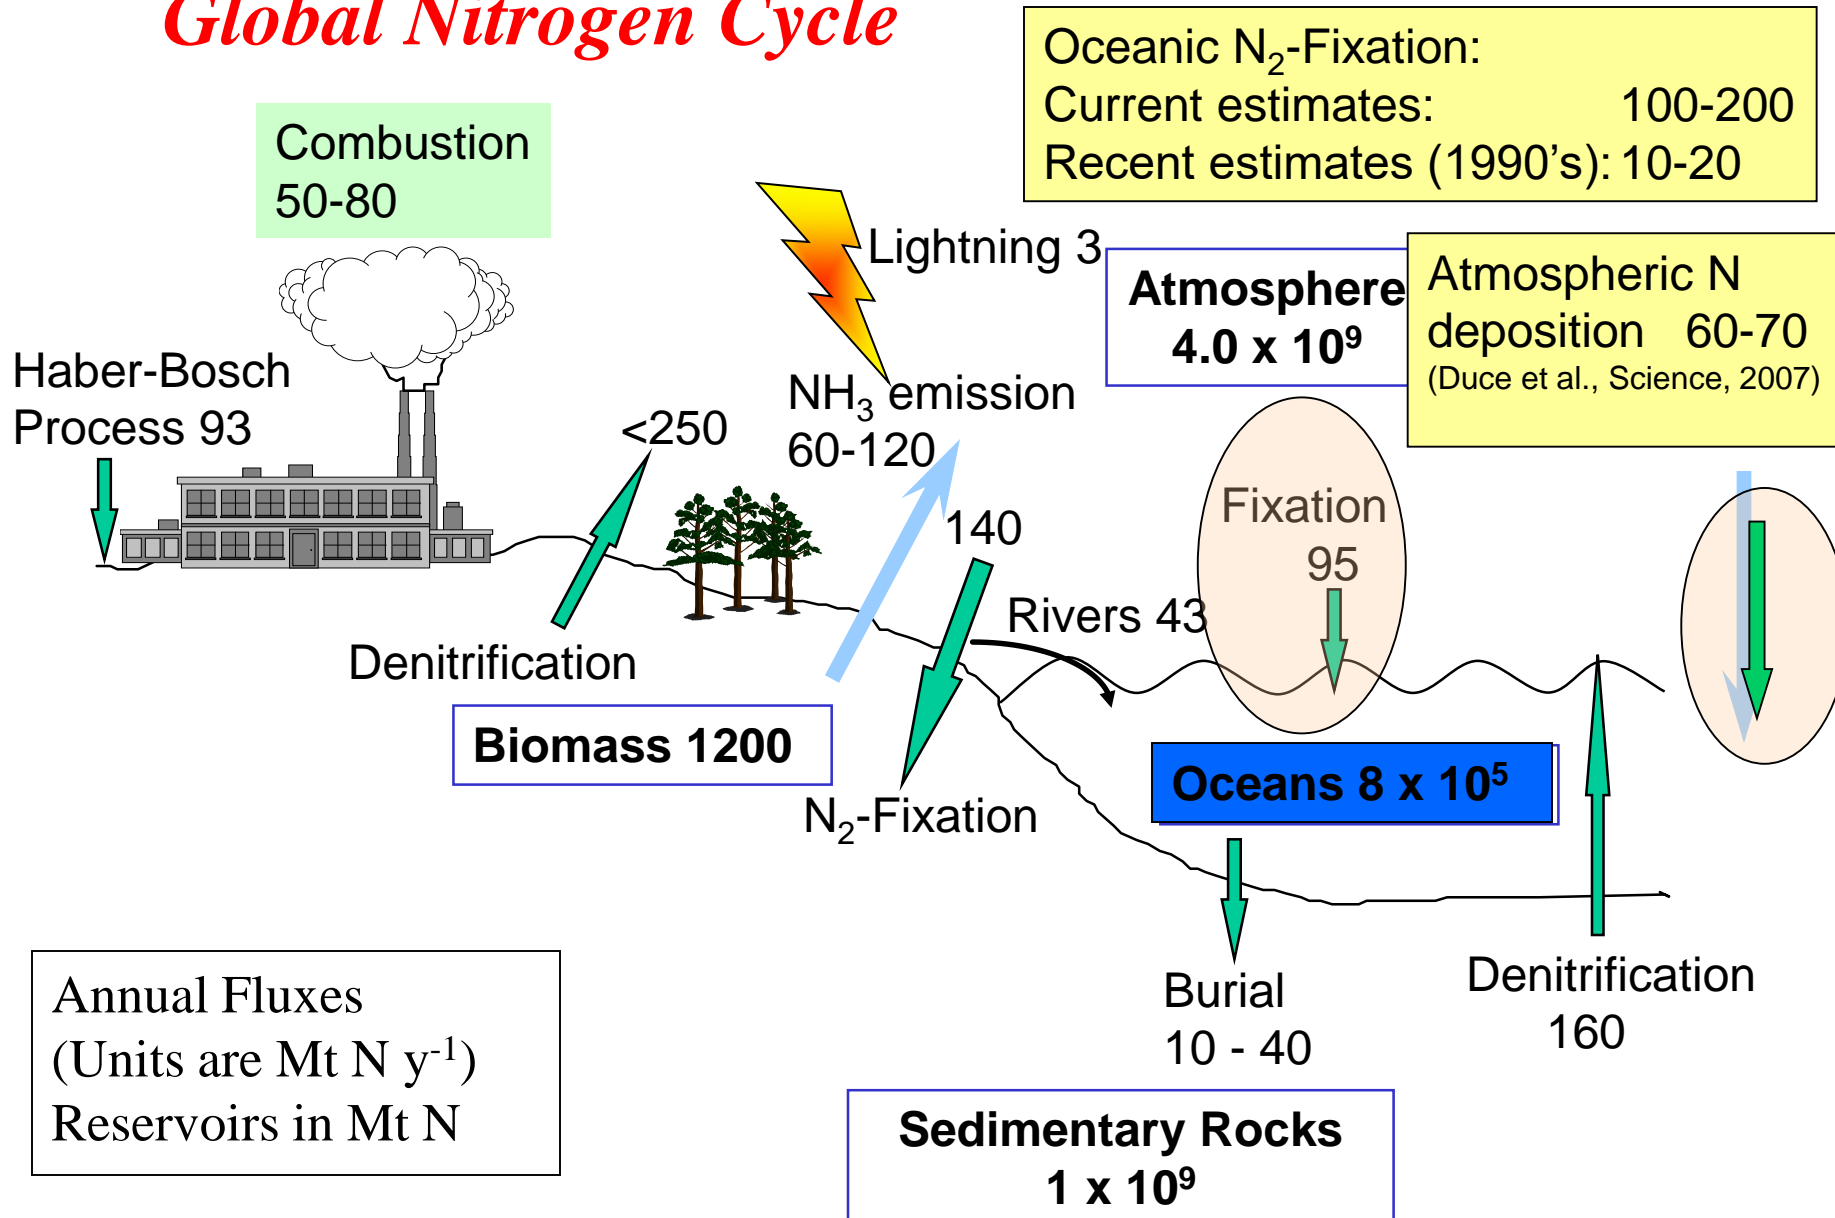 Global Nitrogen Cycle
Oceanic N₂-Fixation:
Current estimates: 100-200
Recent estimates (1990's): 10-20
Combustion
50-80
Lightning 3
Atmosphere
4.0 x 10⁹
Atmospheric N
deposition 60-70
(Duce et al., Science, 2007)
Haber-Bosch
Process 93
<250
NH₃ emission
60-120
140
Fixation
95
Rivers 43
Denitrification
Biomass 1200
N₂-Fixation
Oceans 8 x 10⁵
Burial
10 - 40
Denitrification
160
Annual Fluxes
(Units are Mt N y⁻¹)
Reservoirs in Mt N
Sedimentary Rocks
1 x 10⁹